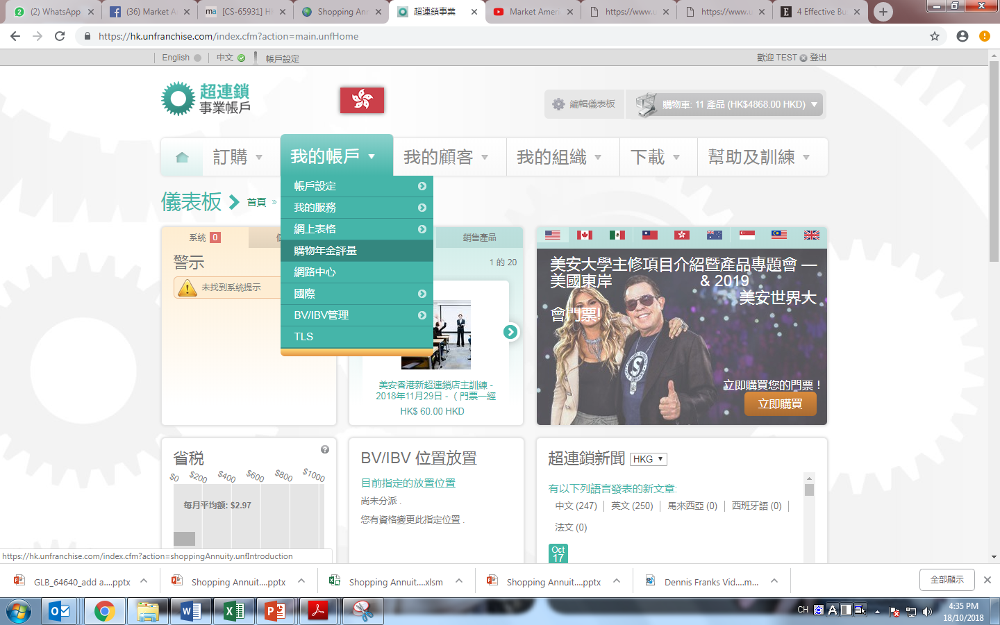 (2) WhatsApp
(36) Market A
[CS-65931] H
Shopping Ann
超連鎖事業
Market Amer
https://www.u
https://www.u
4 Effective Bu
https://hk.unfranchise.com/index.cfm?action=main.unfHome
English
中文
帳戶設定
歡迎 TEST
登出
超連鎖
事業帳戶
編輯儀表板
購物車: 11 產品 (HK$4868.00 HKD)
訂購
我的帳戶
我的顧客
我的組織
下載
幫助及訓練
儀表板
首頁 »
帳戶設定
我的服務
網上表格
購物年金評量
網路中心
國際
BV/IBV管理
TLS
系統 0
警示
未找到系統提示
銷售產品
1 的 20
美安香港新超連鎖店主訓練 -
2018年11月29日 -（門票一經
HK$ 60.00 HKD
美安大學主修項目介紹暨產品專題會 —
美國東岸 & 2019
美安世界大
會門票!
立即購買您的門票 !
立即購買
省税
$0 $200 $400 $600 $800 $1000
每月平均額: $2.97
BV/IBV 位置放置
目前指定的放置位置
尚未分派 .
您有資格變更此指定位置 .
超連鎖新聞 HKG
有以下列語言發表的新文章:
中文 (247) 英文 (250) 馬來西亞 (0) 西班牙語 (0)
法文 (0)
Oct
17
https://hk.unfranchise.com/index.cfm?action=shoppingAnnuity.unfIntroduction
GLB_64640_add a....pptx
Shopping Annuit....pptx
Shopping Annuit....xlsm
Shopping Annuit....pptx
Dennis Franks Vid....m...
全部顯示
CH
倉
A
4:35 PM
18/10/2018